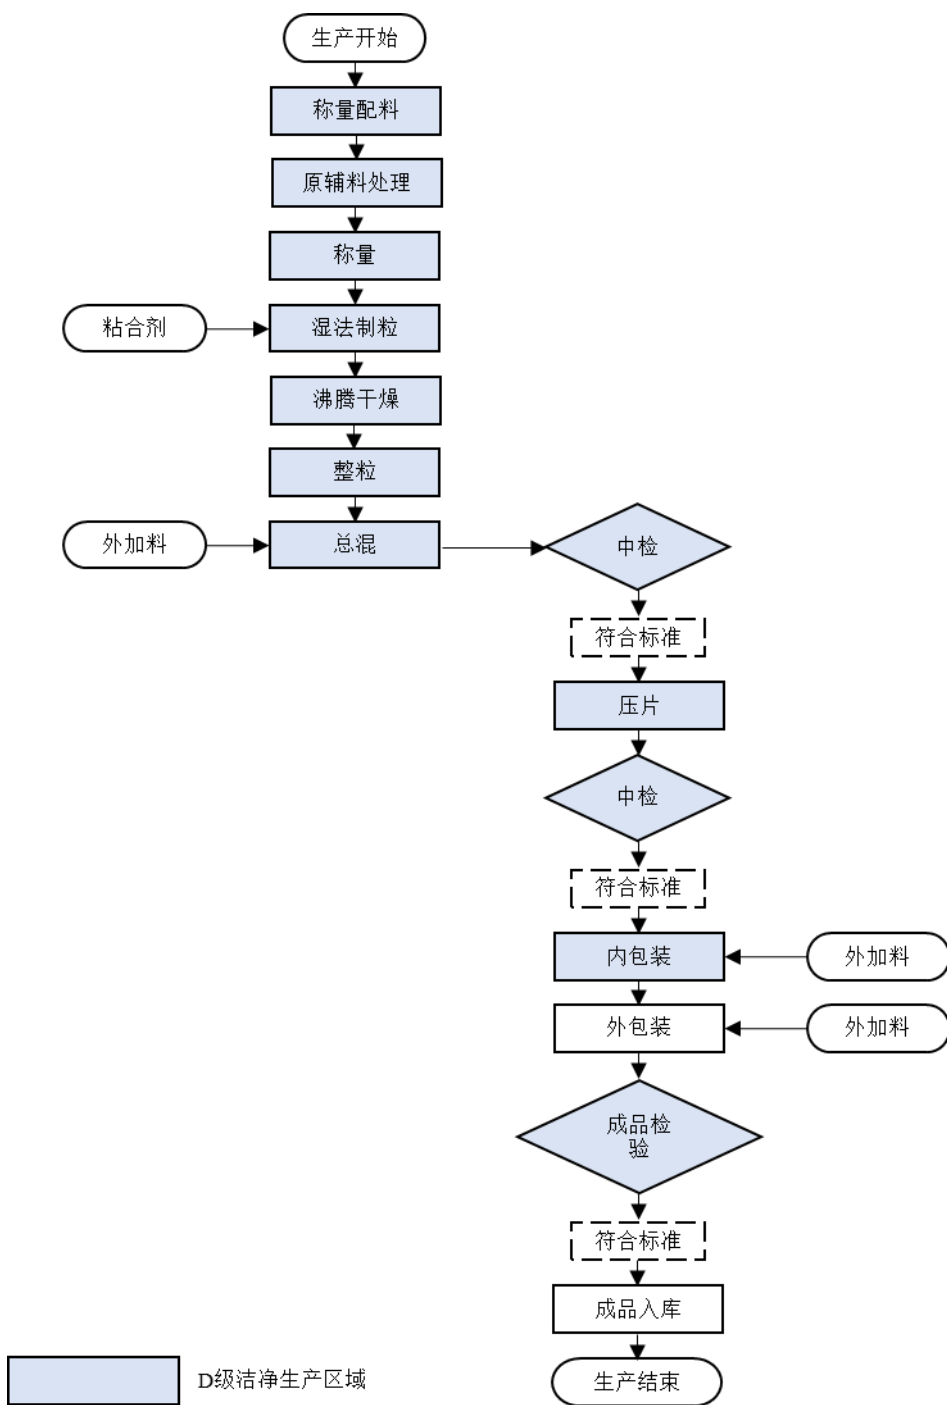 生产开始
称量配料
原辅料处理
称量
粘合剂
湿法制粒
沸腾干燥
整粒
外加料
总混
中检
符合标准
压片
中检
符合标准
内包装
外加料
外包装
外加料
成品检
验
符合标准
成品入库
生产结束
D级洁净生产区域